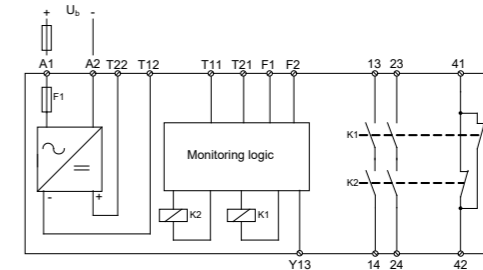 + U_b -
A1 A2 T22 T12 T11 T21 F1 F2 13 23 41
F1
K1
Monitoring logic
- +
K2 K1 K2
Y13 14 24 42